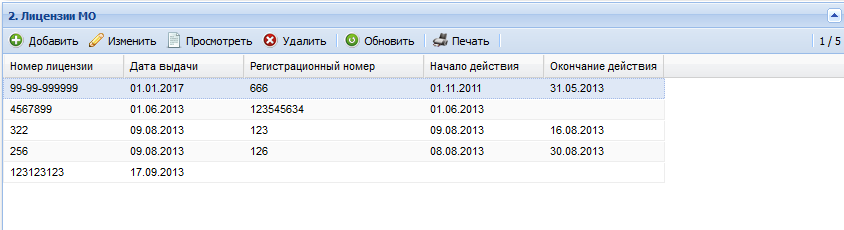 2. Лицензии МО
Добавить Изменить Просмотреть Удалить Обновить Печать 1 / 5
Номер лицензии Дата выдачи Регистрационный номер Начало действия Окончание действия
99-99-999999 01.01.2017 666 01.11.2011 31.05.2013
4567899 01.06.2013 123545634 01.06.2013
322 09.08.2013 123 09.08.2013 16.08.2013
256 09.08.2013 126 08.08.2013 30.08.2013
123123123 17.09.2013